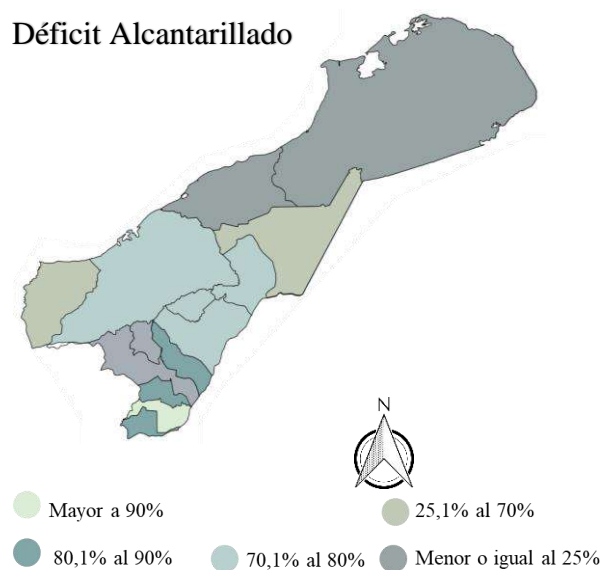 Déficit Alcantarillado
N
Mayor a 90%
25,1% al 70%
80,1% al 90%
70,1% al 80%
Menor o igual al 25%